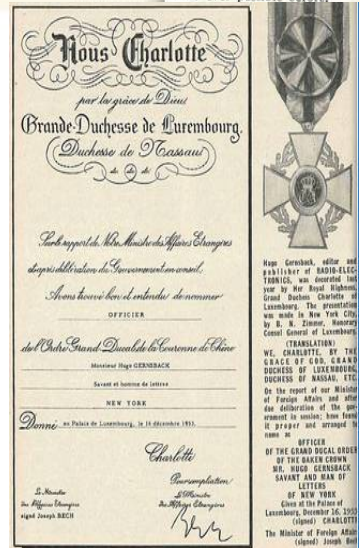 Nous Charlotte
par la grâce de Dieu
Grande-Duchesse de Luxembourg,
Duchesse de Nassau
&c &c &c
Sur le rapport de Notre Ministre des Affaires Etrangères
et après délibération du Gouvernement en conseil,
Avons trouvé bon et entendu de nommer
OFFICIER
de l'Ordre Grand-Ducal de la Couronne de Chêne
Monsieur Hugo GERNSBACK
Savant et homme de lettres
NEW YORK
Donné au Palais de Luxembourg, le 16 décembre 1953.
Charlotte
Le Ministre
des Affaires Etrangères
signé Joseph BECH
Pour ampliation
Le Ministre
des Affaires Etrangères
Hugo Gernsback, editor and
publisher of RADIO-ELEC-
TRONICS, was decorated last
year by Her Royal Highness,
Grand Duchess Charlotte of
Luxembourg. The presentation
was made in New York City,
by B. N. Zimmer, Honorary
Consul General of Luxembourg.
(TRANSLATION)
WE, CHARLOTTE, BY THE
GRACE OF GOD, GRAND
DUCHESS OF LUXEMBOURG,
DUCHESS OF NASSAU, ETC.
On the report of our Minister
of Foreign Affairs and after
due deliberation of the gov-
ernment in session; have found
it proper and arranged to
name as
OFFICER
OF THE GRAND DUCAL ORDER
OF THE OAKEN CROWN
MR. HUGO GERNSBACK
SAVANT AND MAN OF
LETTERS
OF NEW YORK
Given at the Palace of
Luxembourg, December 16, 1953
(signed) CHARLOTTE
The Minister of Foreign Affairs
(signed) Joseph Bech